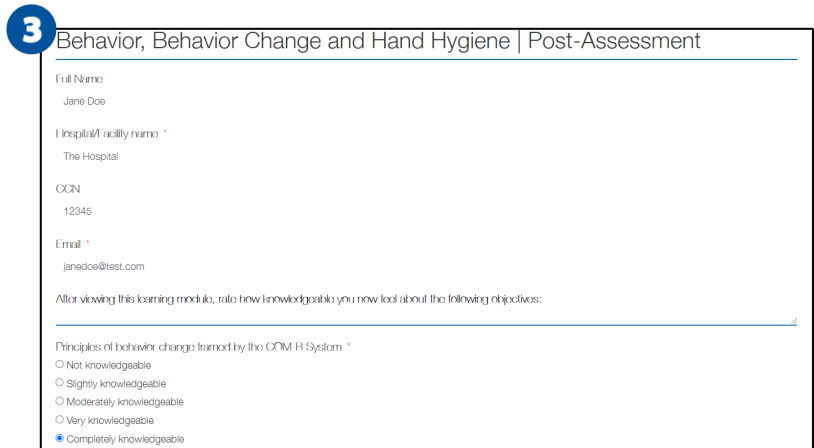 3
Behavior, Behavior Change and Hand Hygiene | Post-Assessment
Full Name
Jane Doe
Hospital/Facility name *
The Hospital
CCN
12345
Email *
janedoe@test.com
After viewing this learning module, rate how knowledgeable you now feel about the following objectives:
Principles of behavior change framed by the COM-B System *
Not knowledgeable
Slightly knowledgeable
Moderately knowledgeable
Very knowledgeable
Completely knowledgeable